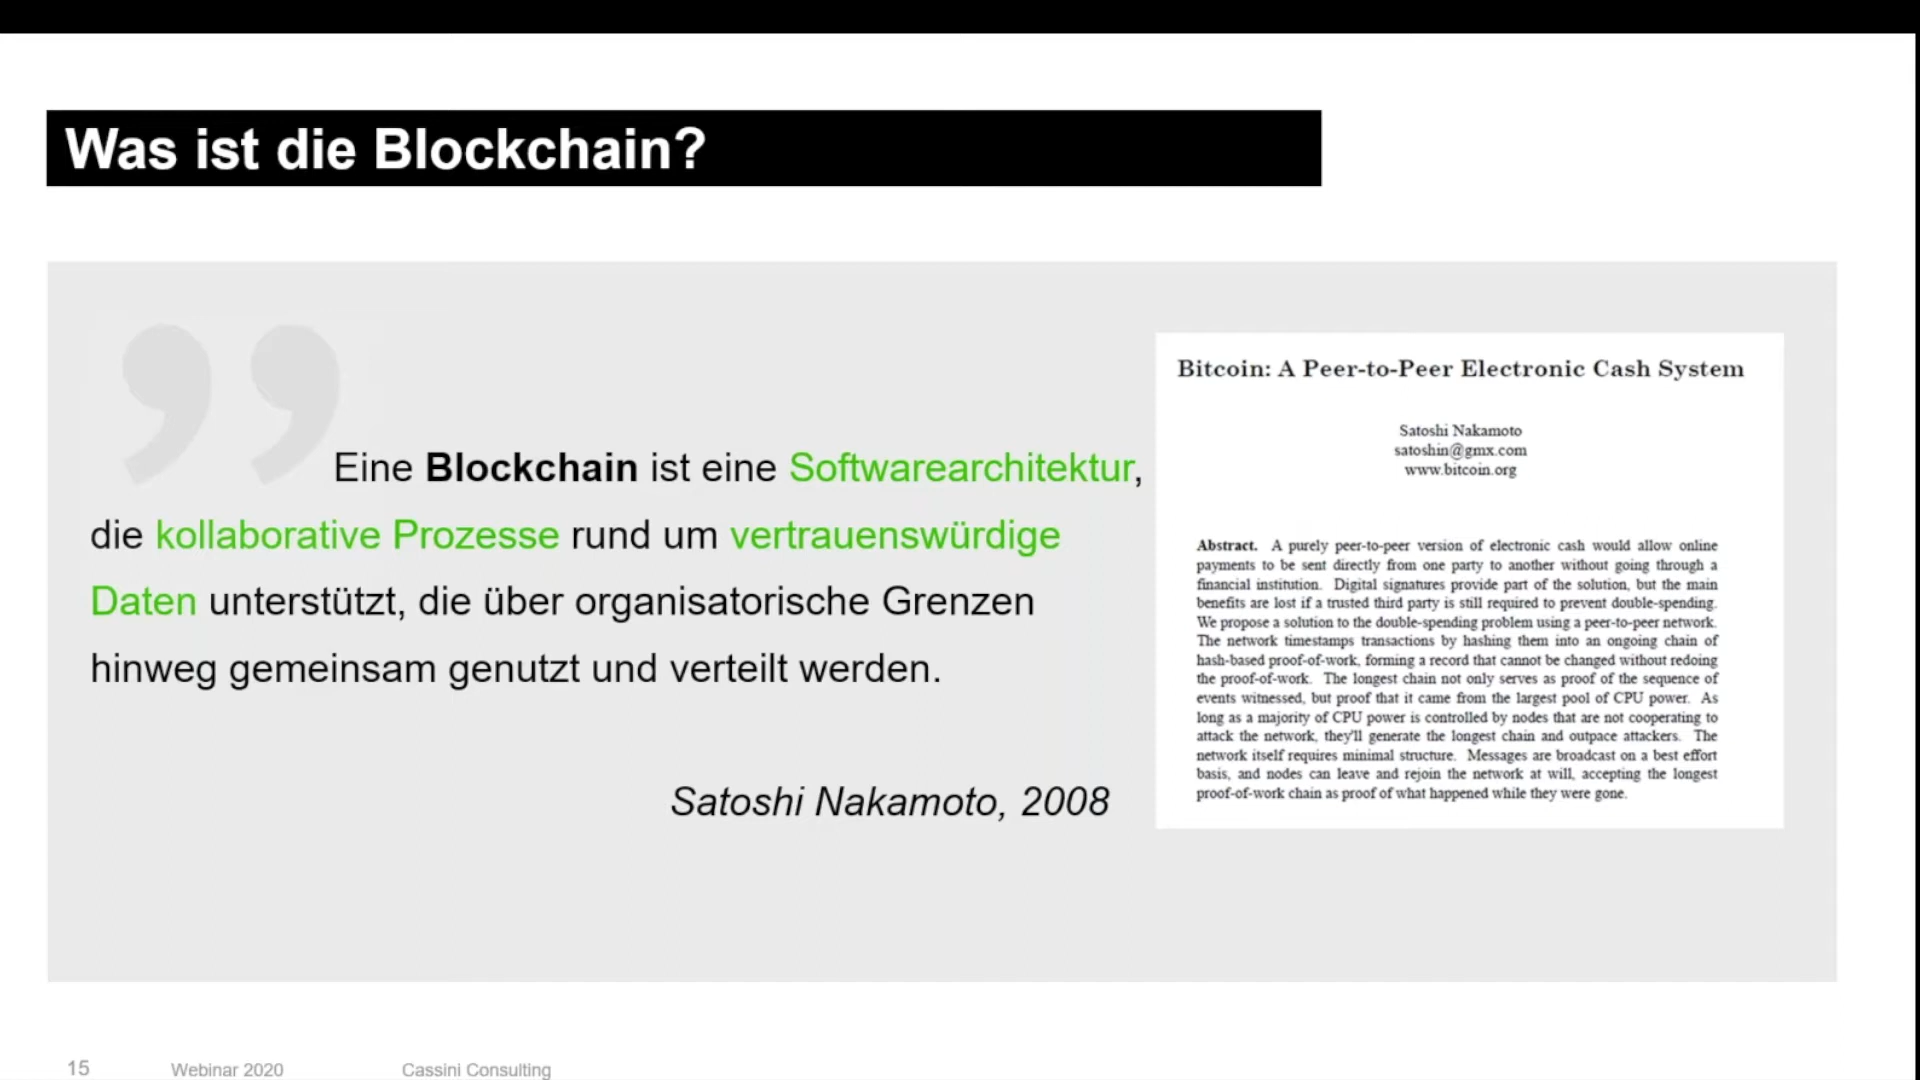 Was ist die Blockchain?
Eine Blockchain ist eine Softwarearchitektur,
die kollaborative Prozesse rund um vertrauenswürdige
Daten unterstützt, die über organisatorische Grenzen
hinweg gemeinsam genutzt und verteilt werden.
Satoshi Nakamoto, 2008
Bitcoin: A Peer-to-Peer Electronic Cash System
Satoshi Nakamoto
satoshin@gmx.com
www.bitcoin.org
Abstract. A purely peer-to-peer version of electronic cash would allow online
payments to be sent directly from one party to another without going through a
financial institution. Digital signatures provide part of the solution, but the main
benefits are lost if a trusted third party is still required to prevent double-spending.
We propose a solution to the double-spending problem using a peer-to-peer network.
The network timestamps transactions by hashing them into an ongoing chain of
hash-based proof-of-work, forming a record that cannot be changed without redoing
the proof-of-work. The longest chain not only serves as proof of the sequence of
events witnessed, but proof that it came from the largest pool of CPU power. As
long as a majority of CPU power is controlled by nodes that are not cooperating to
attack the network, they'll generate the longest chain and outpace attackers. The
network itself requires minimal structure. Messages are broadcast on a best effort
basis, and nodes can leave and rejoin the network at will, accepting the longest
proof-of-work chain as proof of what happened while they were gone.
15 Webinar 2020 Cassini Consulting